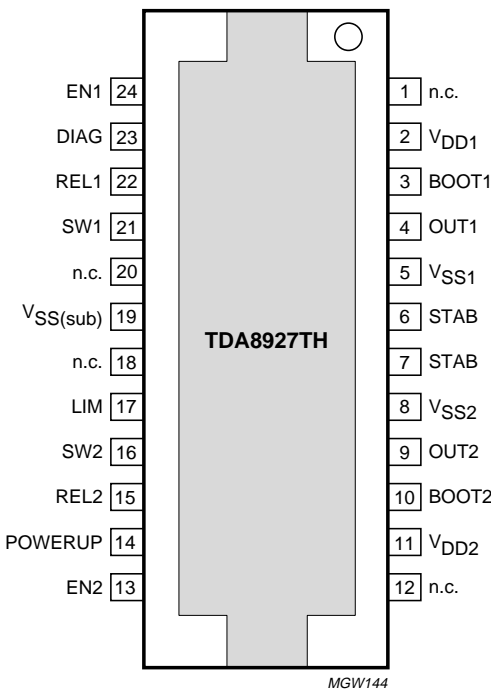 EN1 24 1 n.c.
DIAG 23 2 VDD1
REL1 22 3 BOOT1
SW1 21 4 OUT1
n.c. 20 5 VSS1
VSS(sub) 19 6 STAB
TDA8927TH
n.c. 18 7 STAB
LIM 17 8 VSS2
SW2 16 9 OUT2
REL2 15 10 BOOT2
POWERUP 14 11 VDD2
EN2 13 12 n.c.
MGW144